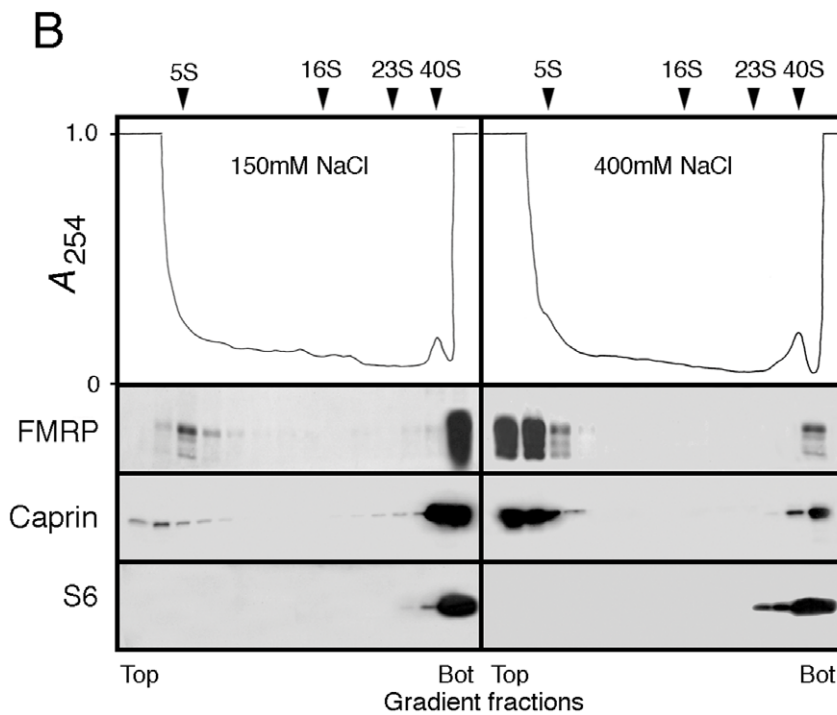 B
5S 16S 23S 40S 5S 16S 23S 40S
1.0
150mM NaCl 400mM NaCl
A254
0
FMRP
Caprin
S6
Top Bot Top Bot
Gradient fractions